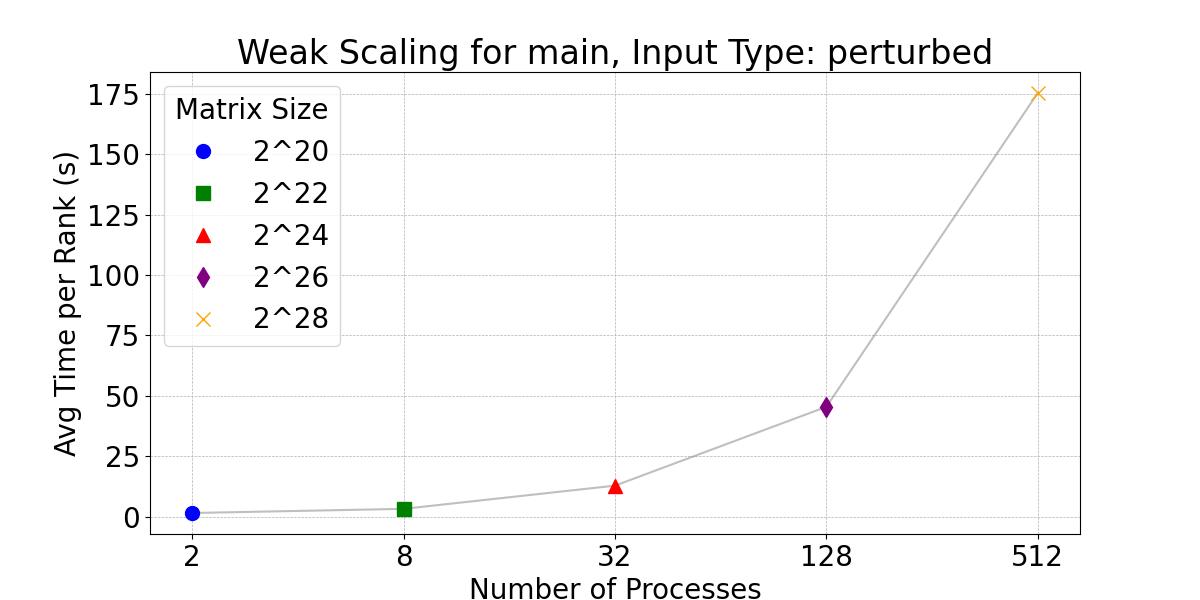 Weak Scaling for main, Input Type: perturbed
Avg Time per Rank (s)
175
150
125
100
75
50
25
0
Matrix Size
2^20
2^22
2^24
2^26
2^28
2 8 32 128 512
Number of Processes